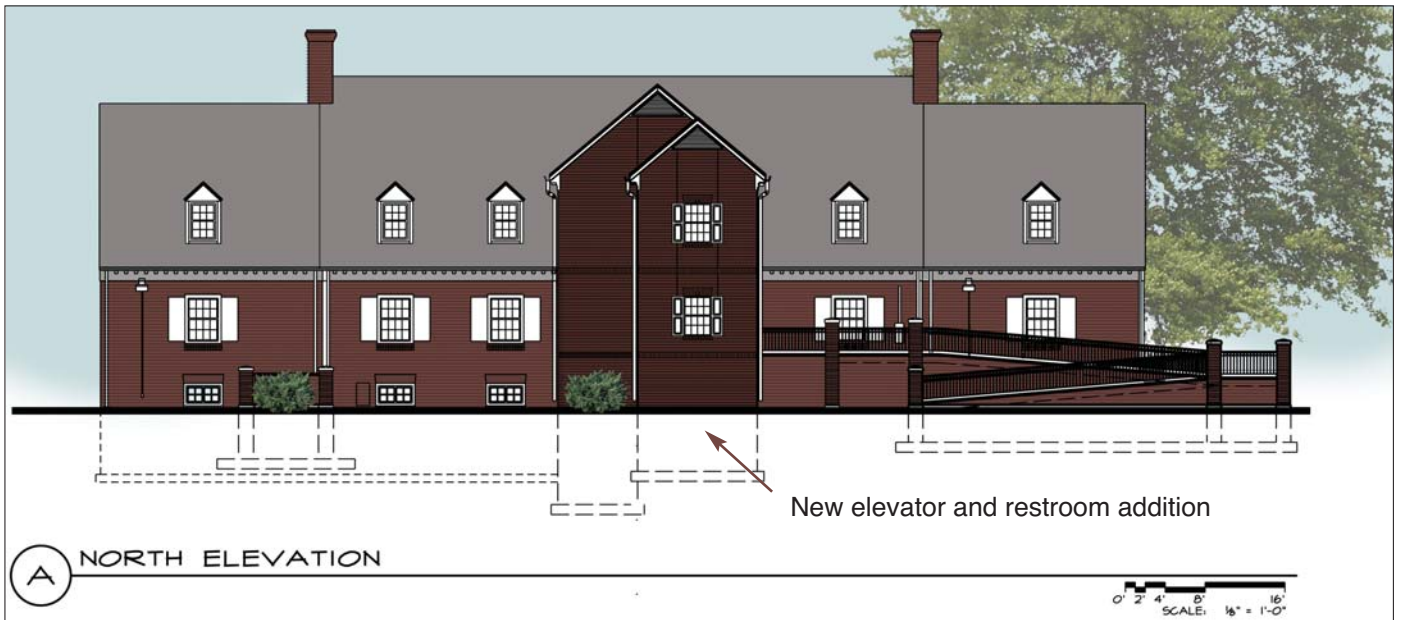 New elevator and restroom addition
A
NORTH ELEVATION
0' 2' 4' 8' 16'
SCALE: 1/8" = 1'-0"